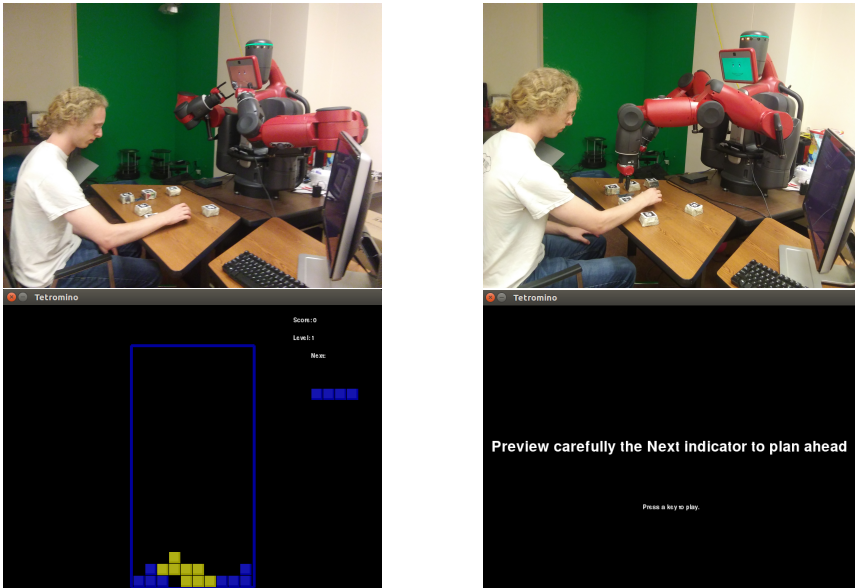 Tetromino
Score: 0
Level: 1
Next:
Tetromino
Preview carefully the Next indicator to plan ahead
Press a key to play.